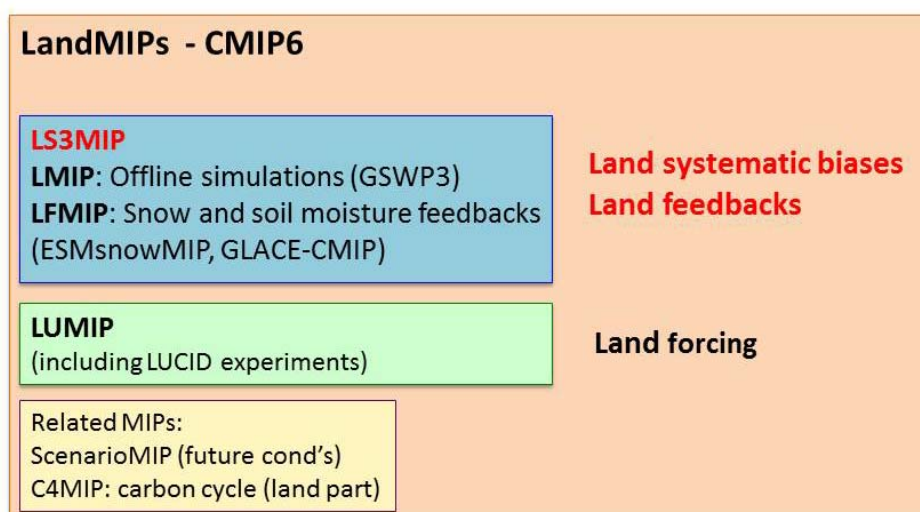 LandMIPs - CMIP6
LS3MIP
LMIP: Offline simulations (GSWP3)
LFMIP: Snow and soil moisture feedbacks
(ESMsnowMIP, GLACE-CMIP)
Land systematic biases
Land feedbacks
LUMIP
(including LUCID experiments)
Land forcing
Related MIPs:
ScenarioMIP (future cond's)
C4MIP: carbon cycle (land part)